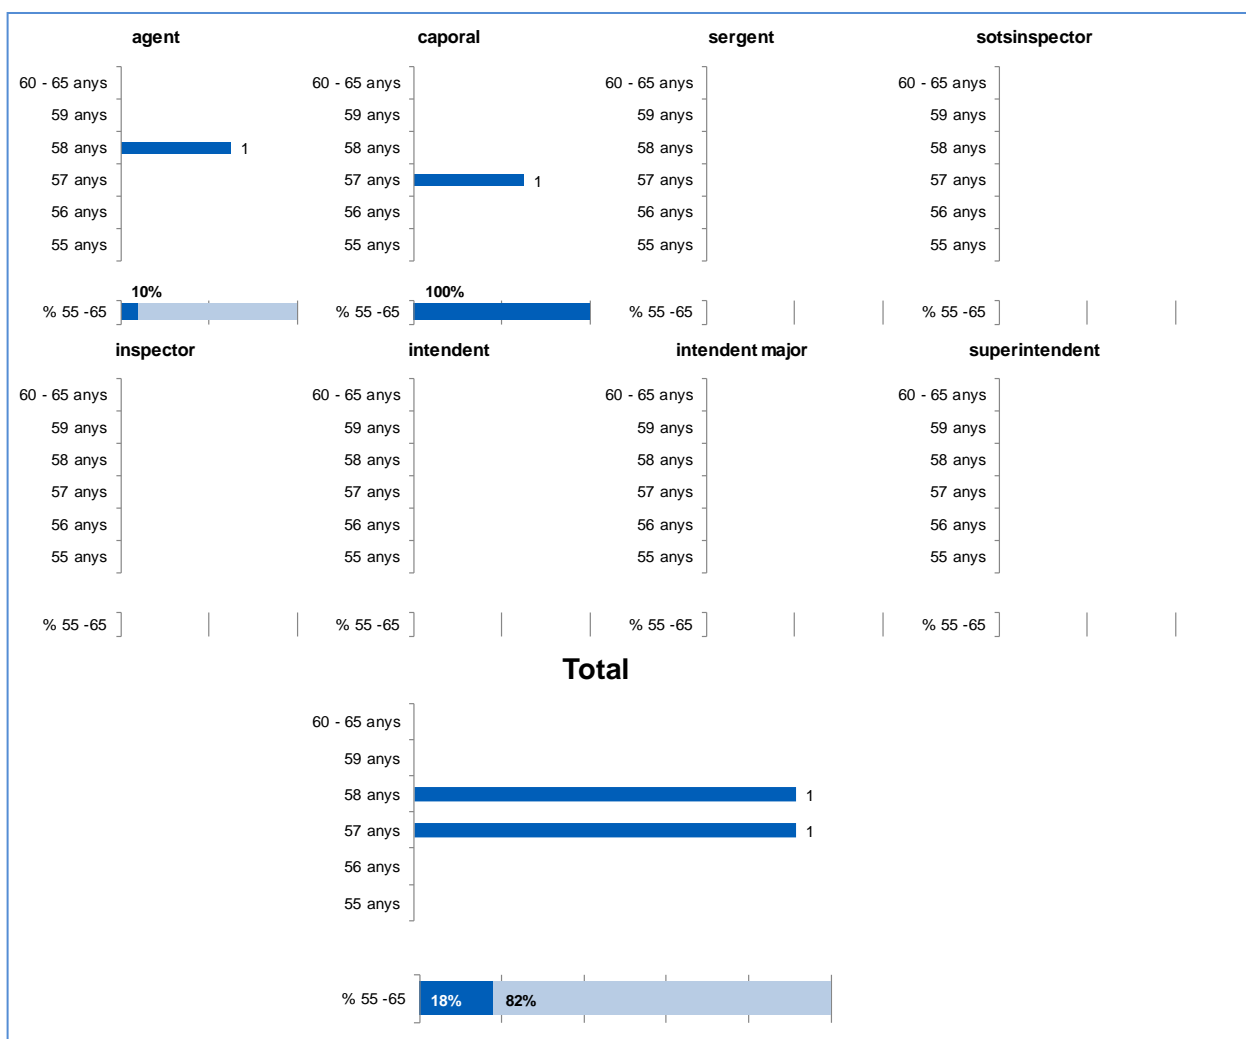 agent
60 - 65 anys
59 anys
58 anys
1
57 anys
56 anys
55 anys
10%
% 55 -65
caporal
60 - 65 anys
59 anys
58 anys
57 anys
1
56 anys
55 anys
100%
% 55 -65
sergent
60 - 65 anys
59 anys
58 anys
57 anys
56 anys
55 anys
% 55 -65
sotsinspector
60 - 65 anys
59 anys
58 anys
57 anys
56 anys
55 anys
% 55 -65
inspector
60 - 65 anys
59 anys
58 anys
57 anys
56 anys
55 anys
% 55 -65
intendent
60 - 65 anys
59 anys
58 anys
57 anys
56 anys
55 anys
% 55 -65
intendent major
60 - 65 anys
59 anys
58 anys
57 anys
56 anys
55 anys
% 55 -65
superintendent
60 - 65 anys
59 anys
58 anys
57 anys
56 anys
55 anys
% 55 -65
Total
60 - 65 anys
59 anys
58 anys
1
57 anys
1
56 anys
55 anys
% 55 -65
18%
82%